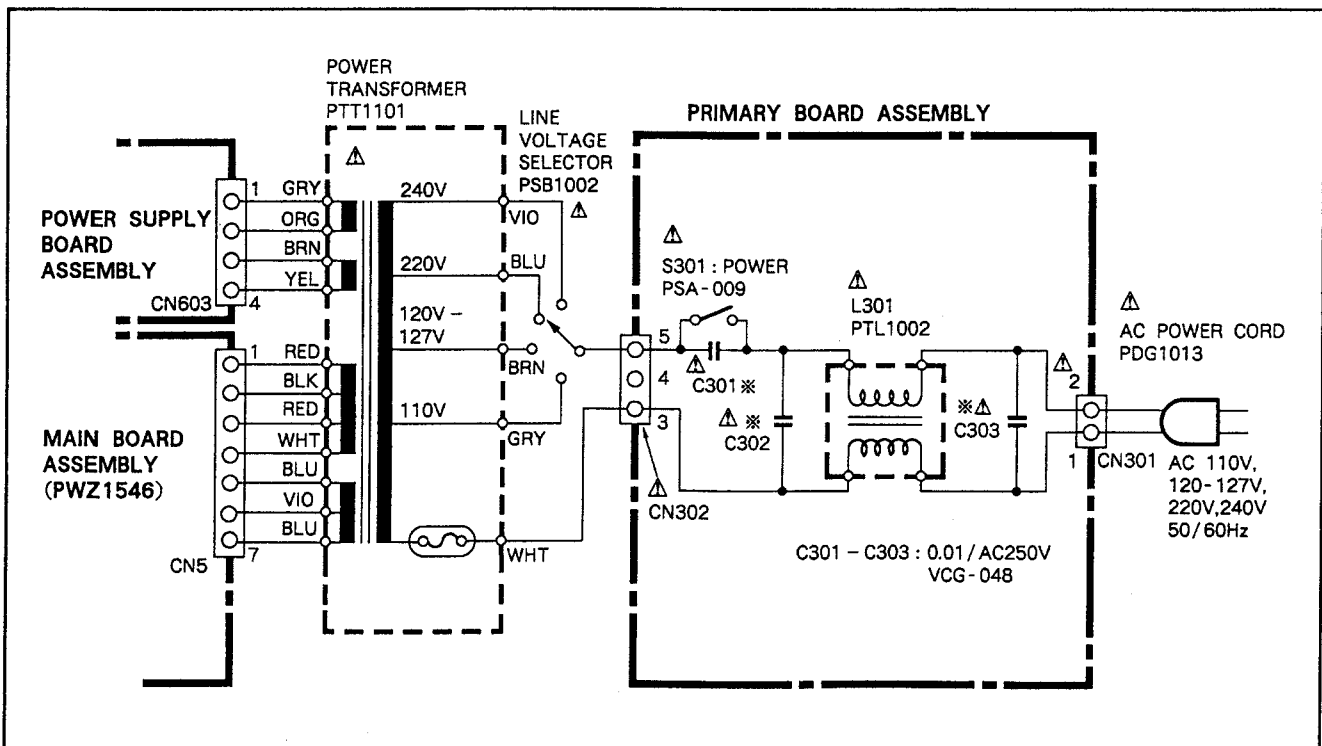 POWER
TRANSFORMER
PTT1101
LINE
VOLTAGE
SELECTOR
PSB1002
PRIMARY BOARD ASSEMBLY
POWER SUPPLY
BOARD
ASSEMBLY
CN603
1
GRY
ORG
BRN
YEL
4
240V
VIO
220V
BLU
120V –
127V
BRN
110V
GRY
WHT
MAIN BOARD
ASSEMBLY
(PWZ1546)
CN5
1
RED
BLK
RED
WHT
BLU
VIO
BLU
7
S301 : POWER
PSA - 009
5
4
3
C301※
※
C302
CN302
L301
PTL1002
※
C303
2
1
CN301
AC POWER CORD
PDG1013
AC 110V,
120-127V,
220V,240V
50/60Hz
C301 – C303 : 0.01 / AC250V
VCG - 048